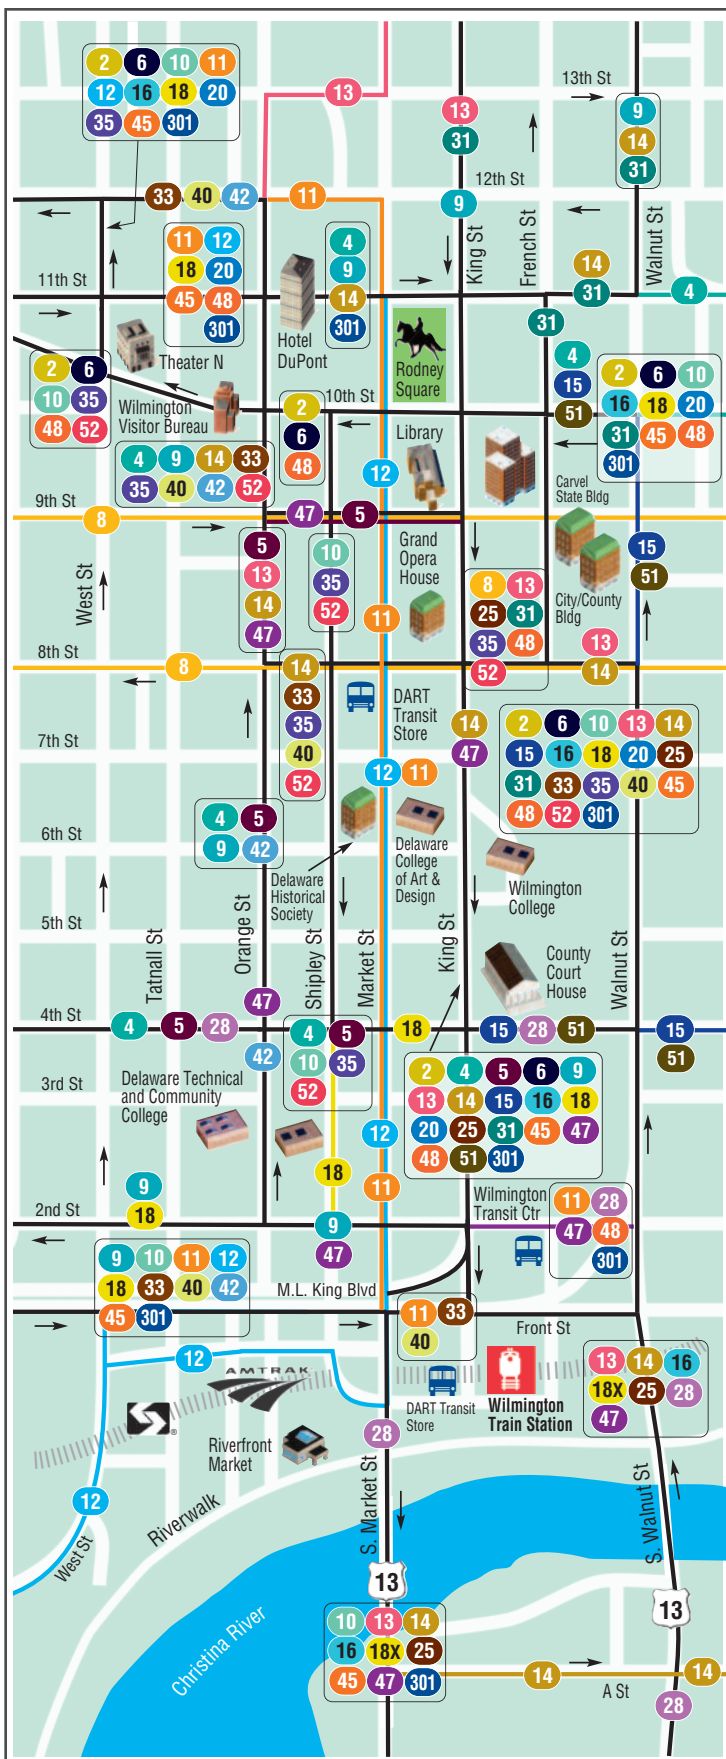 2 6 10 11
12 16 18 20
35 45 301
13
13th St
13
31
9
14
31
33 40 42
11
12th St
9
King St
French St
Walnut St
11 12
18 20
45 48
301
4
9
14
301
14
31
4
11th St
Hotel
DuPont
Theater N
Rodney
Square
31
2 6
10 35
48 52
Wilmington
Visitor Bureau
2
6
48
10th St
4
15
51
2 6 10
16 18 20
31 45 48
301
Library
12
4 9 14 33
35 40 42 52
Carvel
State Bldg
9th St
8
47 5
West St
5
13
14
47
10
35
52
Grand
Opera
House
11
8 13
25 31
35 48
52
City/County
Bldg
15
51
13
14
8th St
8
14
33
35
40
52
DART
Transit
Store
14
47
2 6 10 13 14
15 16 18 20 25
31 33 35 40 45
48 52 301
7th St
12 11
4 5
9 42
6th St
Delaware
Historical
Society
Delaware
College
of Art &
Design
Wilmington
College
5th St
Tatnall St
Orange St
Shipley St
Market St
King St
County
Court
House
Walnut St
47
4th St
4 5 28
4 5
10 35
52
18
15 28 51
15
51
42
3rd St
Delaware Technical
and Community
College
2 4 5 6 9
13 14 15 16 18
20 25 31 45 47
48 51 301
12
18
11
9
18
2nd St
9
47
Wilmington
Transit Ctr
11 28
47 48
301
9 10 11 12
18 33 40 42
45 301
M.L. King Blvd
11 33
40
Front St
12
AMTRAK
®
DART Transit
Store
Wilmington
Train Station
13 14 16
18X 25 28
47
Riverfront
Market
28
12
West St
Riverwalk
S. Market St
S. Walnut St
13
13
Christina River
10 13 14
16 18X 25
45 47 301
14
14
A St
28